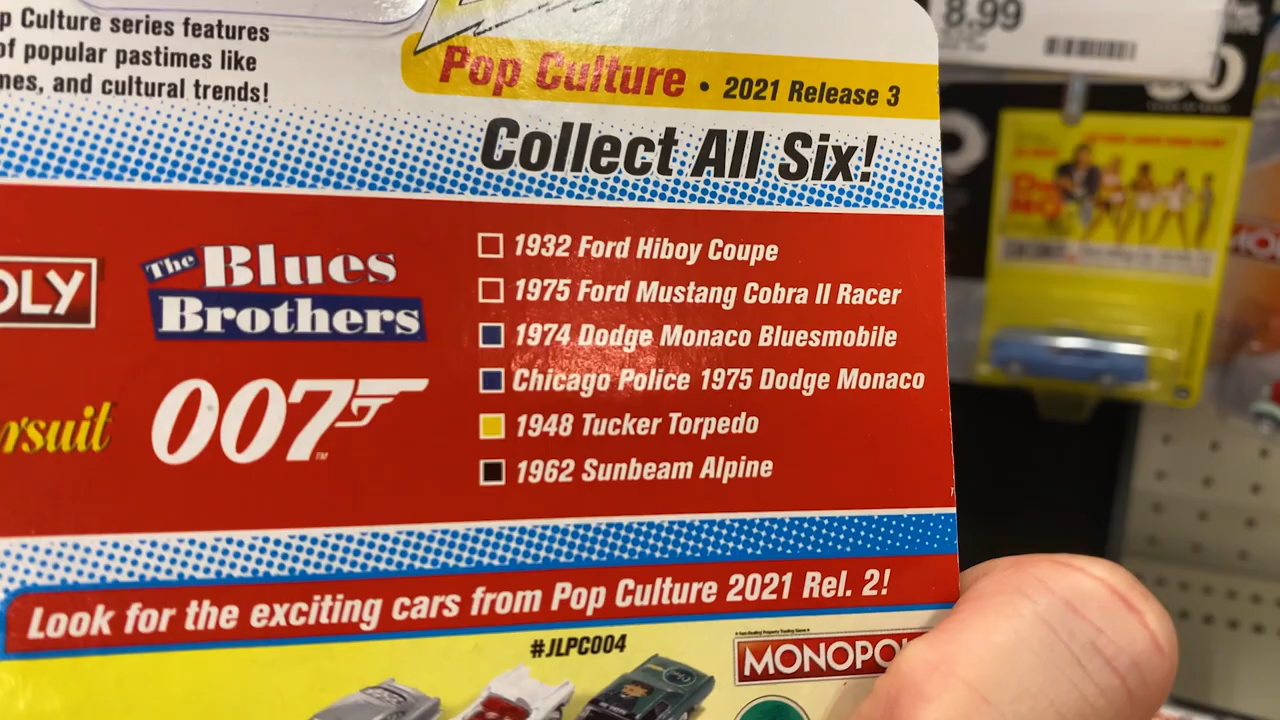 p Culture series features
of popular pastimes like
mes, and cultural trends!
Pop Culture • 2021 Release 3
Collect All Six!
OLY
The Blues
Brothers
rsuit
007
TM
1932 Ford Hiboy Coupe
1975 Ford Mustang Cobra II Racer
1974 Dodge Monaco Bluesmobile
Chicago Police 1975 Dodge Monaco
1948 Tucker Torpedo
1962 Sunbeam Alpine
Look for the exciting cars from Pop Culture 2021 Rel. 2!
#JLPC004
MONOPO
8.99